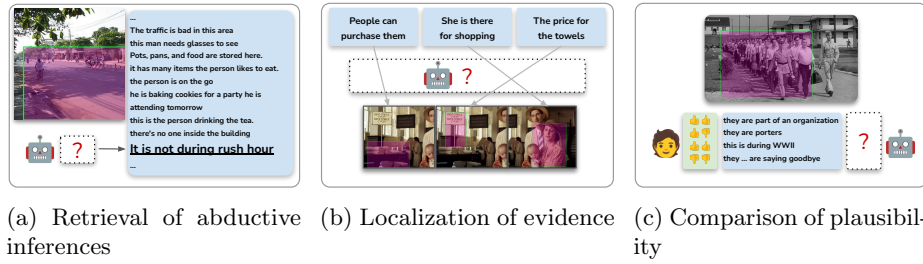 ...
The traffic is bad in this area
this man needs glasses to see
Pots, pans, and food are stored here.
it has many items the person likes to eat.
the person is on the go
he is baking cookies for a party he is
attending tomorrow
this is the person drinking the tea.
there's no one inside the building
?
It is not during rush hour
...
(a) Retrieval of abductive
inferences
People can
purchase them
She is there
for shopping
The price for
the towels
?
(b) Localization of evidence
they are part of an organization
they are porters
this is during WWII
they ... are saying goodbye
?
(c) Comparison of plausibil-
ity